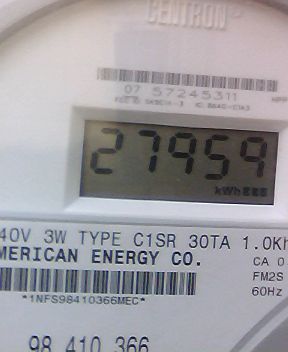 CENTRON
07 57245311
27959
kWh
40V 3W TYPE C1SR 30TA 1.0Kh
MERICAN ENERGY CO.
CA 0
FM2S
60Hz
*1NFS98410366MEC*
98 410 366